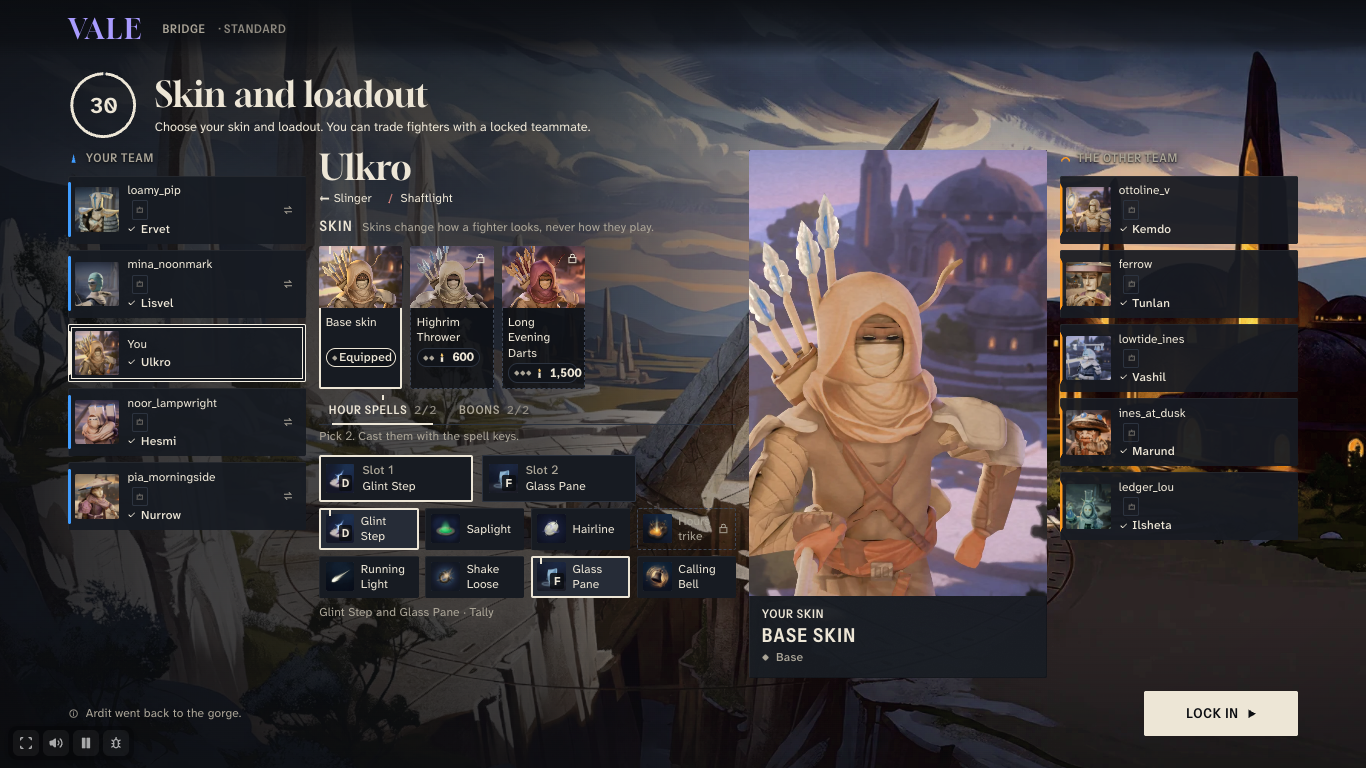 VALE
BRIDGE · STANDARD
30
Skin and loadout
Choose your skin and loadout. You can trade fighters with a locked teammate.
YOUR TEAM
loamy_pip
Ervet
mina_noonmark
Lisvel
You
Ulkro
noor_lampwright
Hesmi
pia_morningside
Nurrow
Ulkro
Slinger / Shaftlight
SKIN Skins change how a fighter looks, never how they play.
Base skin
Equipped
Highrim
Thrower
600
Long
Evening
Darts
1,500
HOUR SPELLS 2/2 BOONS 2/2
Pick 2. Cast them with the spell keys.
D
Slot 1
Glint Step
F
Slot 2
Glass Pane
D
Glint
Step
Saplight
Hairline
trike
Running
Light
Shake
Loose
F
Glass
Pane
Calling
Bell
Glint Step and Glass Pane · Tally
YOUR SKIN
BASE SKIN
Base
THE OTHER TEAM
ottoline_v
Kemdo
ferrow
Tunlan
lowtide_ines
Vashil
ines_at_dusk
Marund
ledger_lou
Ilsheta
Ardit went back to the gorge.
LOCK IN